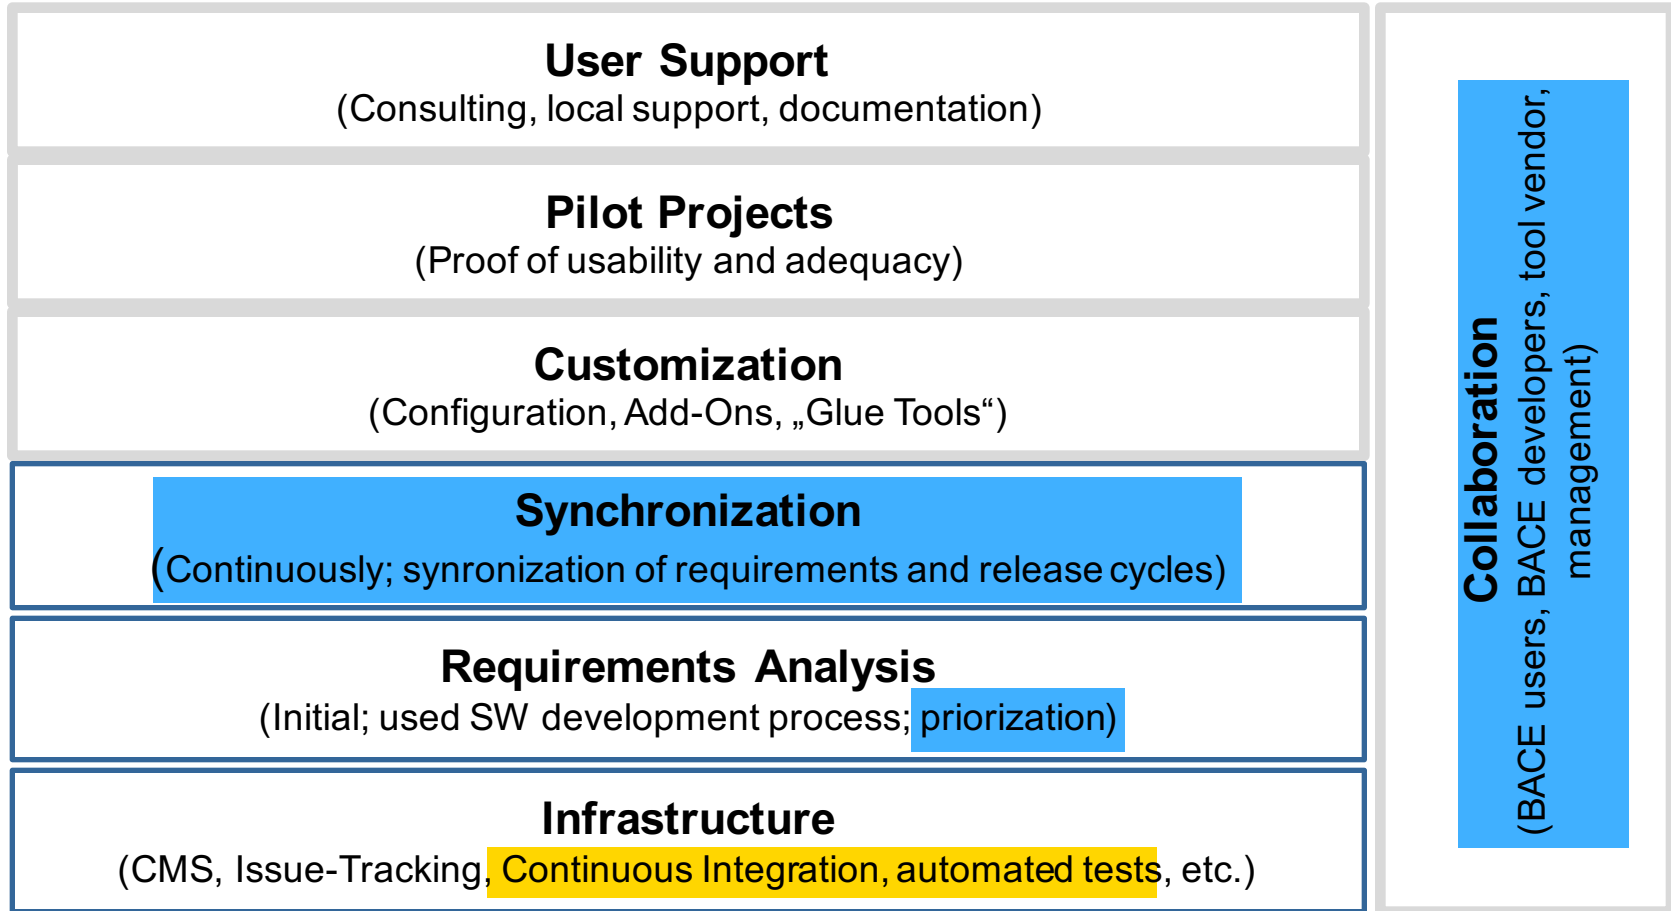 User Support
(Consulting, local support, documentation)
Pilot Projects
(Proof of usability and adequacy)
Customization
(Configuration, Add-Ons, „Glue Tools“)
Synchronization
(Continuously; synronization of requirements and release cycles)
Requirements Analysis
(Initial; used SW development process; priorization)
Infrastructure
(CMS, Issue-Tracking, Continuous Integration, automated tests, etc.)
Collaboration
(BACE users, BACE developers, tool vendor,
management)